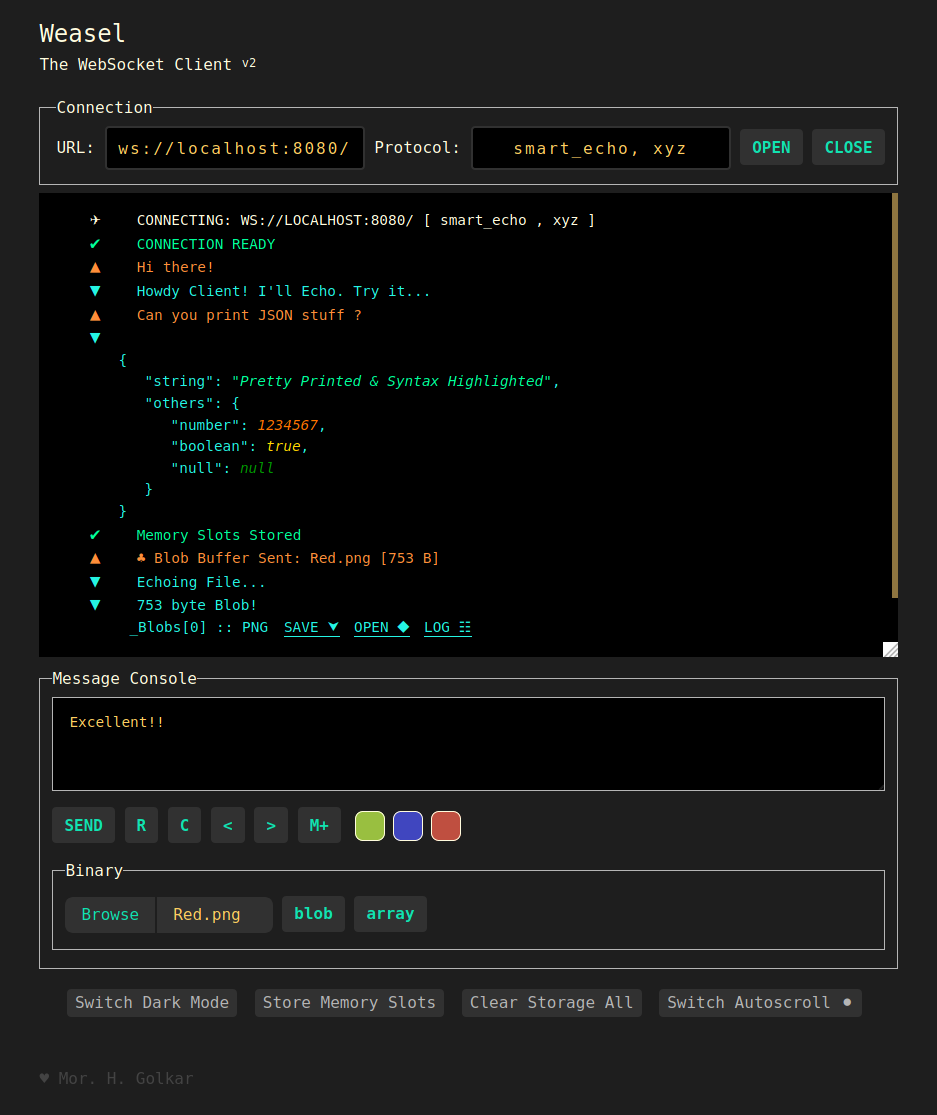 Weasel
The WebSocket Client v2
Connection
URL: ws://localhost:8080/ Protocol: smart_echo, xyz OPEN CLOSE
✈ CONNECTING: WS://LOCALHOST:8080/ [ smart_echo , xyz ]
✔ CONNECTION READY
▲ Hi there!
▼ Howdy Client! I'll Echo. Try it...
▲ Can you print JSON stuff ?
▼
{
"string": "Pretty Printed & Syntax Highlighted",
"others": {
"number": 1234567,
"boolean": true,
"null": null
}
}
✔ Memory Slots Stored
▲ ♣ Blob Buffer Sent: Red.png [753 B]
▼ Echoing File...
▼ 753 byte Blob!
_Blobs[0] :: PNG SAVE ⮟ OPEN ◆ LOG ☷
Message Console
Excellent!!
SEND R C < > M+
Binary
Browse Red.png blob array
Switch Dark Mode Store Memory Slots Clear Storage All Switch Autoscroll ●
♥ Mor. H. Golkar